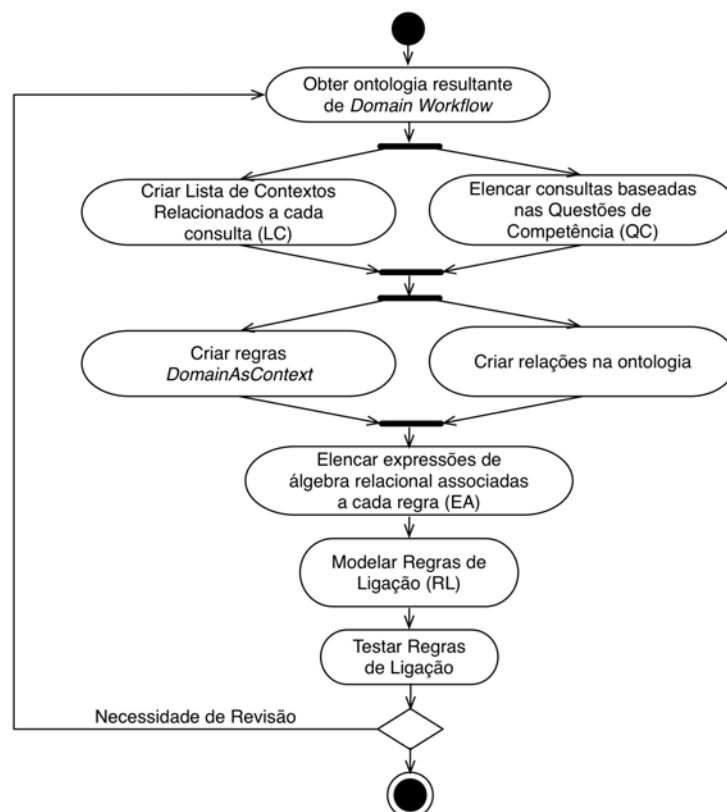 Obter ontologia resultante
de Domain Workflow
Criar Lista de Contextos
Relacionados a cada
consulta (LC)
Elencar consultas baseadas
nas Questões de
Competência (QC)
Criar regras
DomainAsContext
Criar relações na ontologia
Elencar expressões de
álgebra relacional associadas
a cada regra (EA)
Modelar Regras de
Ligação (RL)
Testar Regras
de Ligação
Necessidade de Revisão